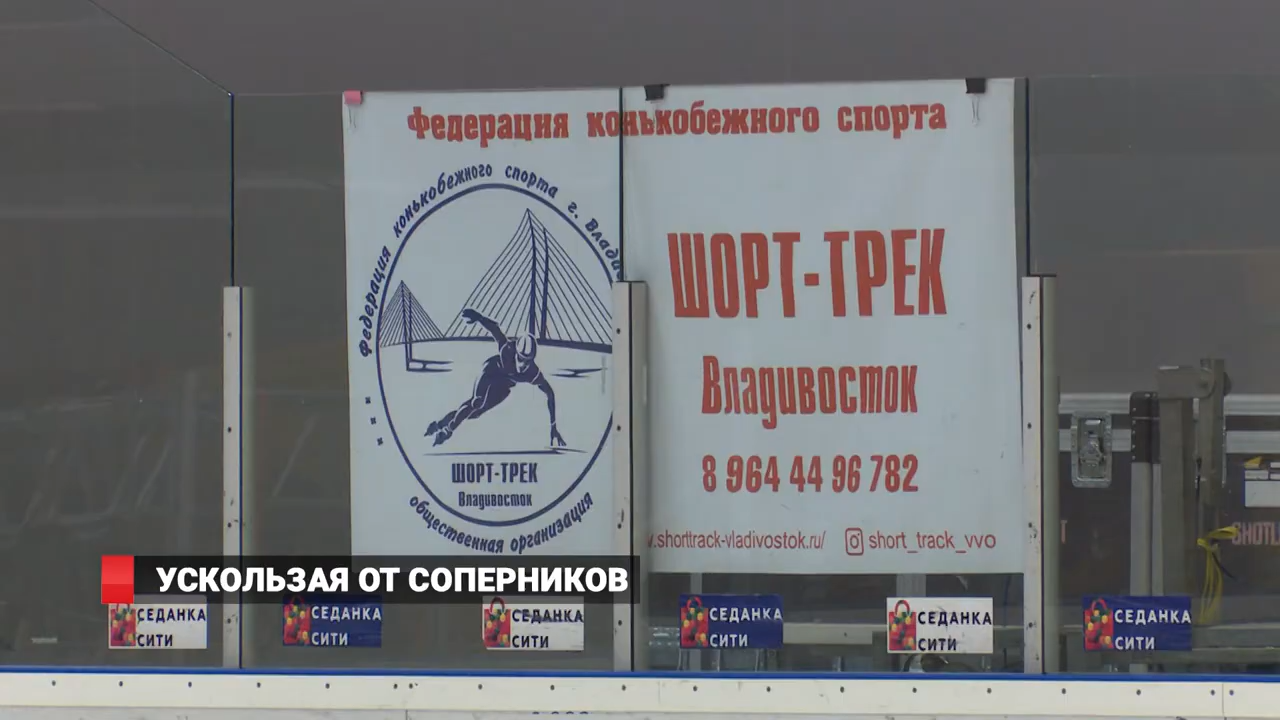 Федерация конькобежного спорта
Федерация конькобежного спорта г.
ШОРТ-ТРЕК
Владивосток
общественная организация
ШОРТ-ТРЕК
Владивосток
8 964 44 96 782
.shorttrack-vladivostok.ru/ short_track_vvo
УСКОЛЬЗАЯ ОТ СОПЕРНИКОВ
СЕДАНКА СИТИ
СЕДАНКА СИТИ
СЕДАНКА СИТИ
СЕДАНКА СИТИ
СЕДАНКА СИТИ
СЕДАНКА СИТИ